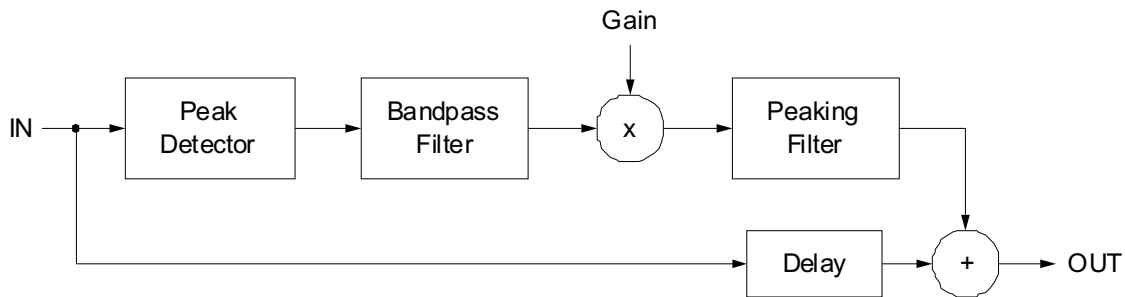 Gain
IN
Peak
Detector
Bandpass
Filter
x
Peaking
Filter
Delay
+
OUT